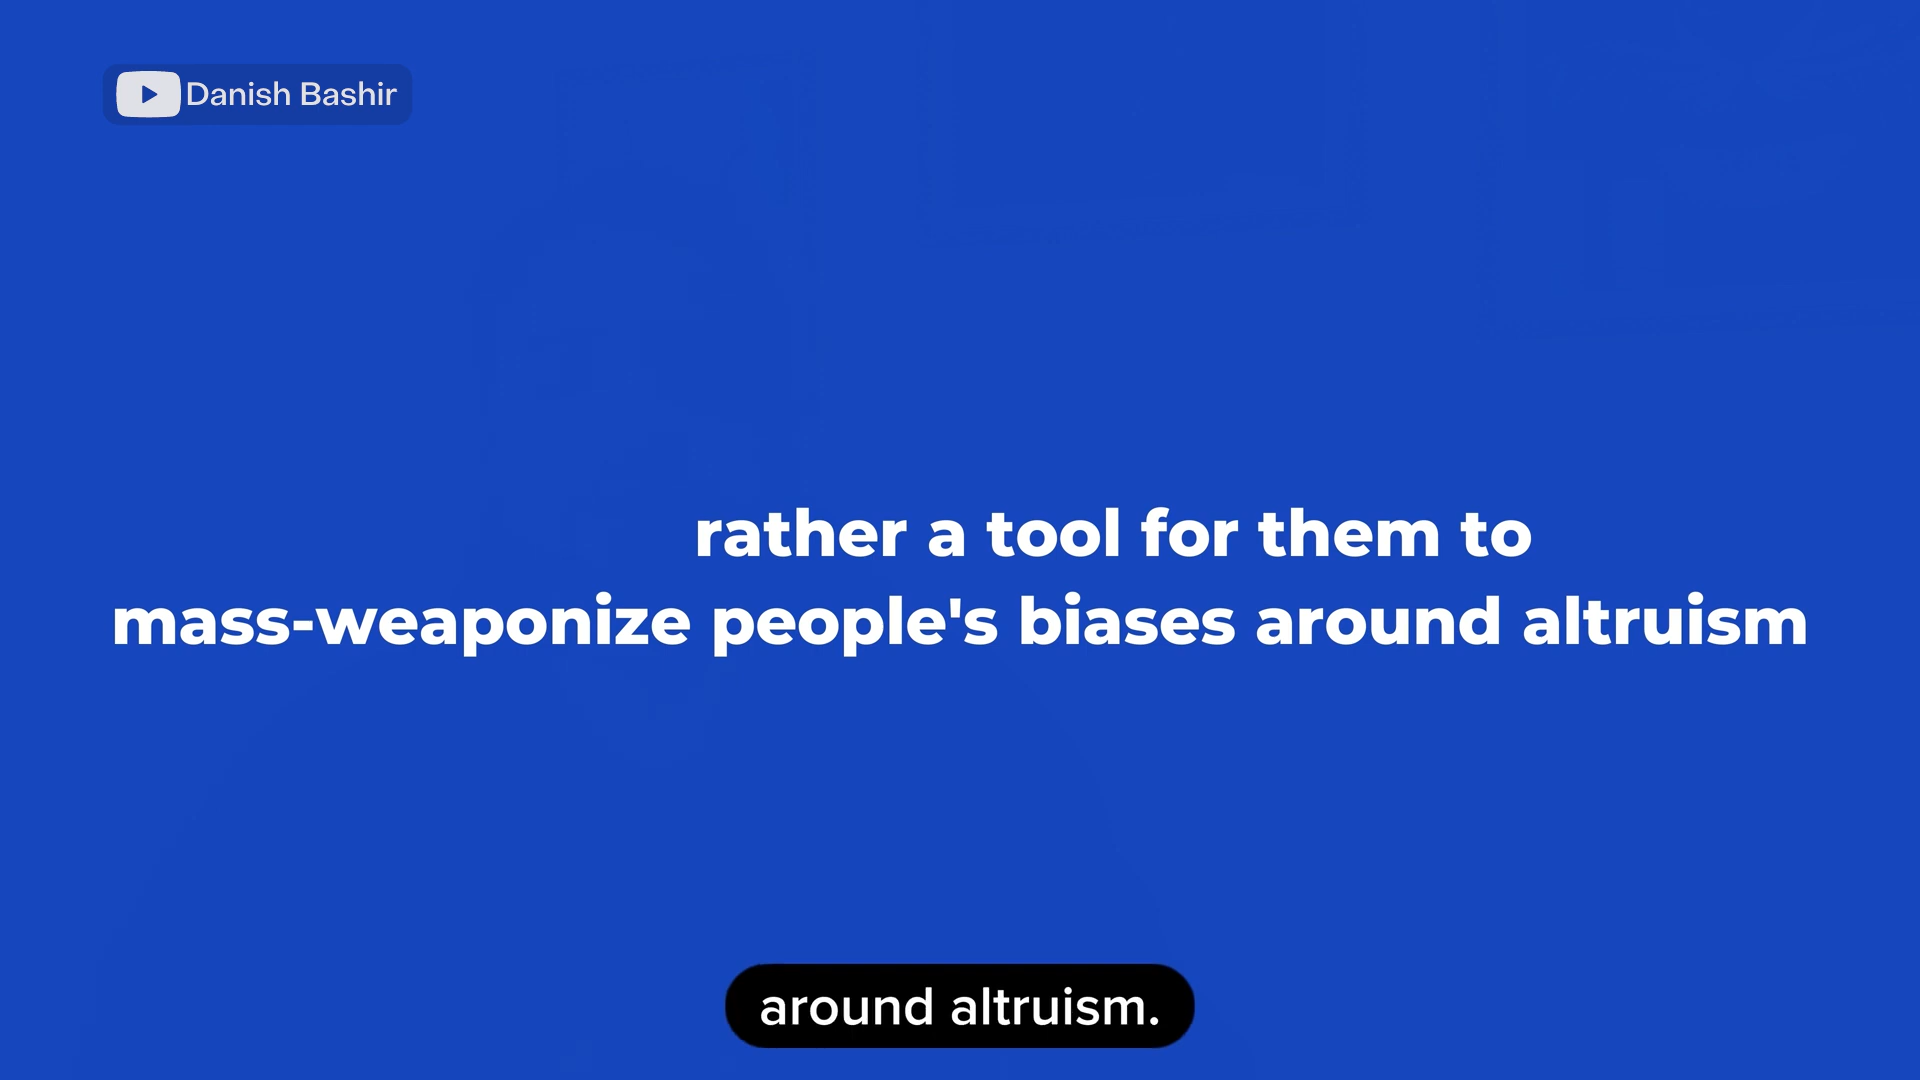 Danish Bashir
rather a tool for them to
mass-weaponize people's biases around altruism
around altruism.